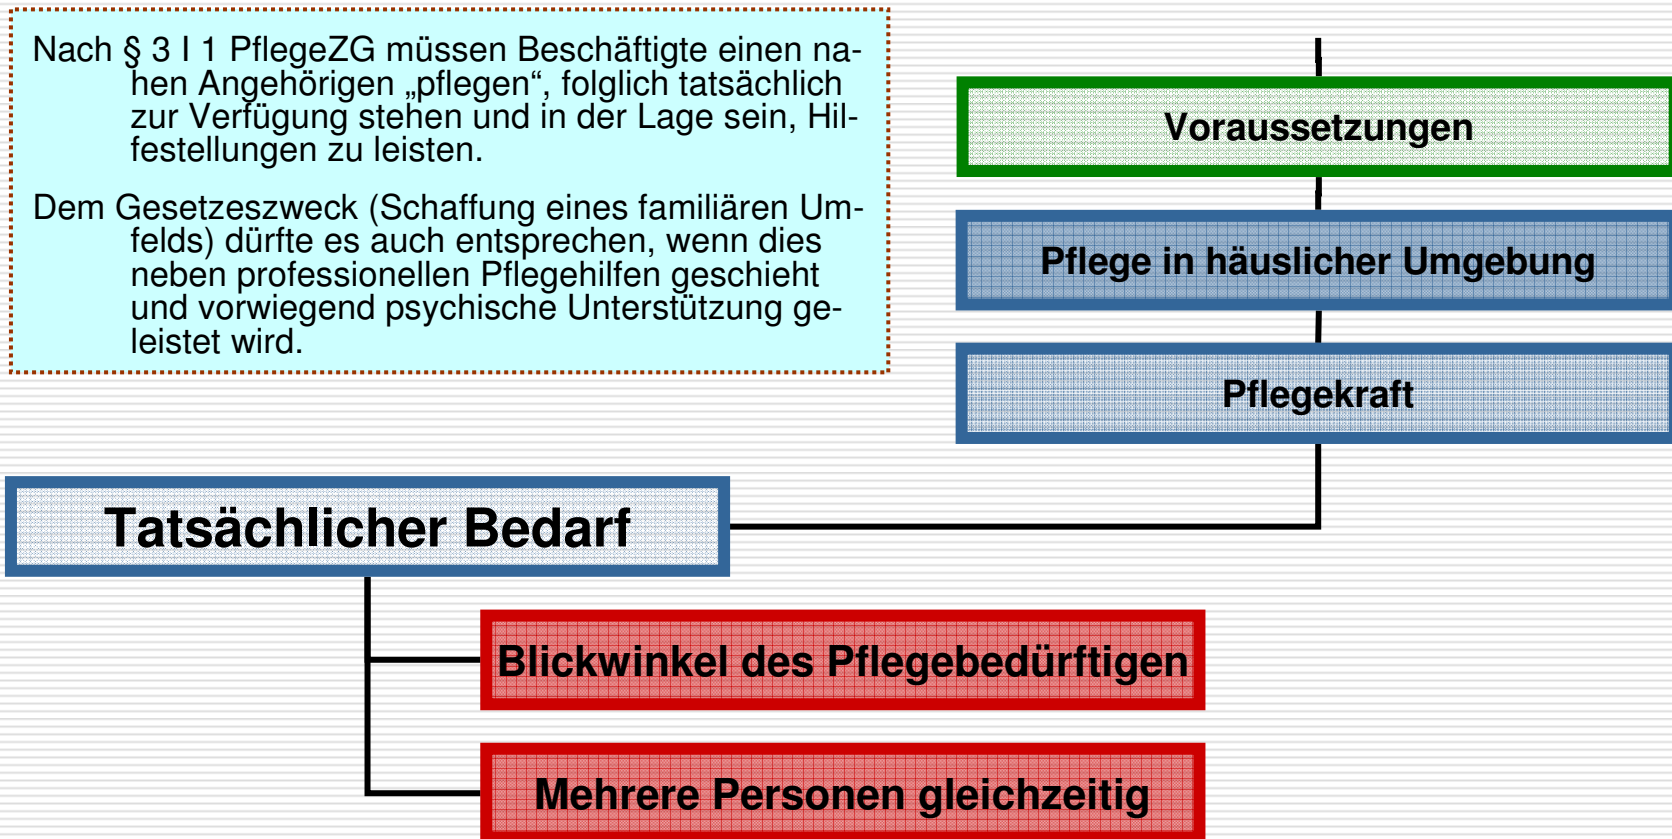 Nach § 3 I 1 PflegeZG müssen Beschäftigte einen na-
hen Angehörigen „pflegen“, folglich tatsächlich
zur Verfügung stehen und in der Lage sein, Hil-
festellungen zu leisten.
Dem Gesetzeszweck (Schaffung eines familiären Um-
felds) dürfte es auch entsprechen, wenn dies
neben professionellen Pflegehilfen geschieht
und vorwiegend psychische Unterstützung ge-
leistet wird.
Voraussetzungen
Pflege in häuslicher Umgebung
Pflegekraft
Tatsächlicher Bedarf
Blickwinkel des Pflegebedürftigen
Mehrere Personen gleichzeitig